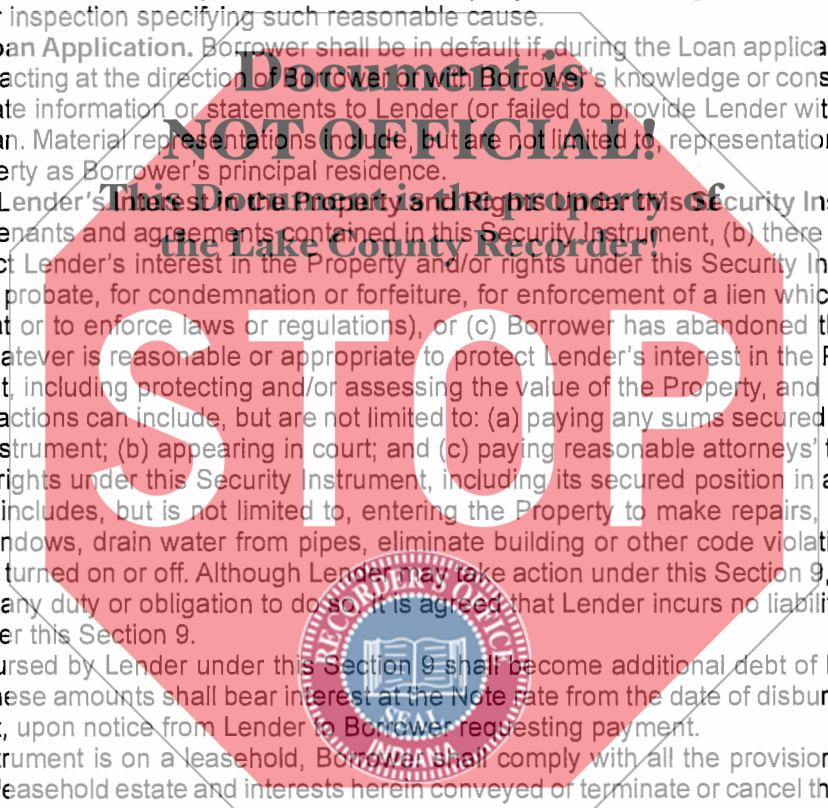 r inspection specifying such reasonable cause.
oan Application. Borrower shall be in default if, during the Loan applica
Document is
acting at the direction of Borrower or with Borrower's knowledge or cons
te information or statements to Lender (or failed to provide Lender wit
NOT OFFICIAL!
an. Material representations include, but are not limited to, representation
erty as Borrower's principal residence.
This Document is the property of
Lender's Interest in the Property and Rights Under this Security Ins
enants and agreements contained in this Security Instrument, (b) there
the Lake County Recorder!
ct Lender's interest in the Property and/or rights under this Security In
probate, for condemnation or forfeiture, for enforcement of a lien whic
at or to enforce laws or regulations), or (c) Borrower has abandoned t
STOP
atever is reasonable or appropriate to protect Lender's interest in the P
t, including protecting and/or assessing the value of the Property, and
actions can include, but are not limited to: (a) paying any sums secured
strument; (b) appearing in court; and (c) paying reasonable attorneys' f
rights under this Security Instrument, including its secured position in a
includes, but is not limited to, entering the Property to make repairs,
ndows, drain water from pipes, eliminate building or other code violati
turned on or off. Although Lender may take action under this Section 9,
any duty or obligation to do so. It is agreed that Lender incurs no liabili
er this Section 9.
RECORDER'S OFFICE
ursed by Lender under this Section 9 shall become additional debt of B
ese amounts shall bear interest at the Note rate from the date of disbur
SEAL
t, upon notice from Lender to Borrower requesting payment.
INDIANA
rument is on a leasehold, Borrower shall comply with all the provision
easehold estate and interests herein conveyed or terminate or cancel th